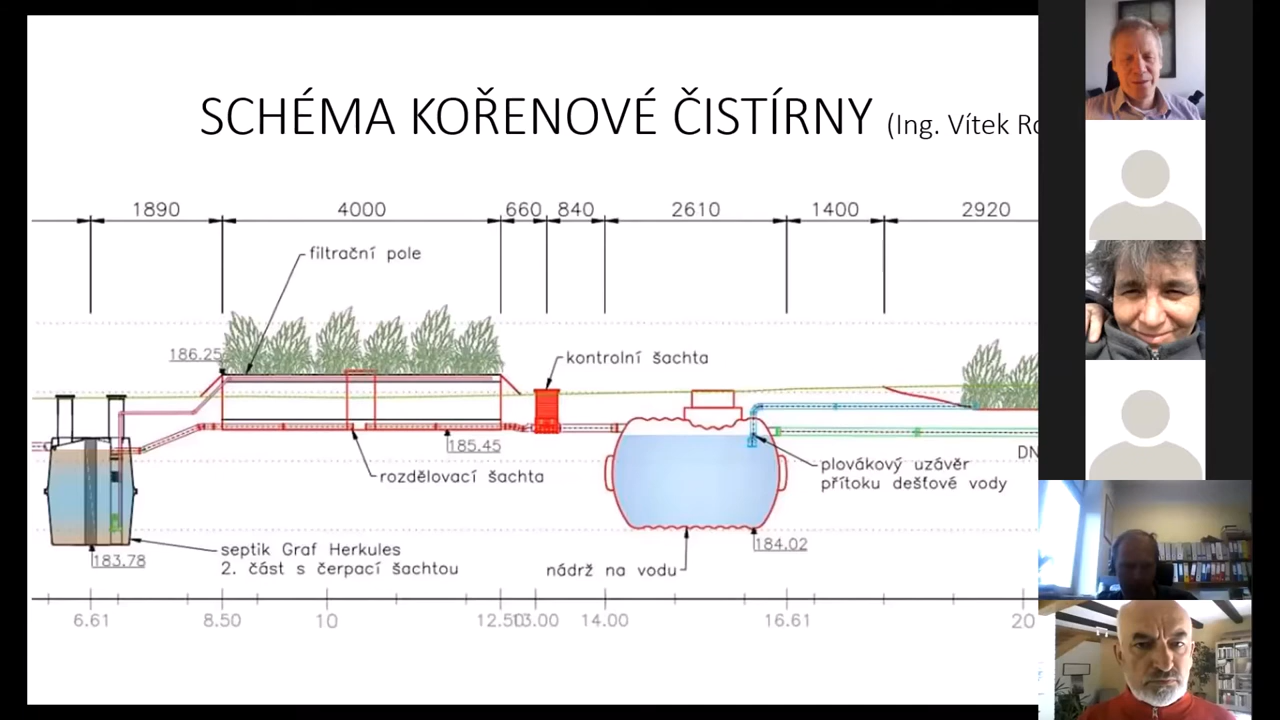 SCHÉMA KOŘENOVÉ ČISTÍRNY (Ing. Vítek
1890 4000 660 840 2610 1400 2920
filtrační pole
186.25
kontrolní šachta
185.45
DN
plovákový uzávěr
přítoku dešťové vody
rozdělovací šachta
184.02
septik Graf Herkules
2. část s čerpací šachtou
183.78
nádrž na vodu
6.61 8.50 10 12.50 13.00 14.00 16.61 20